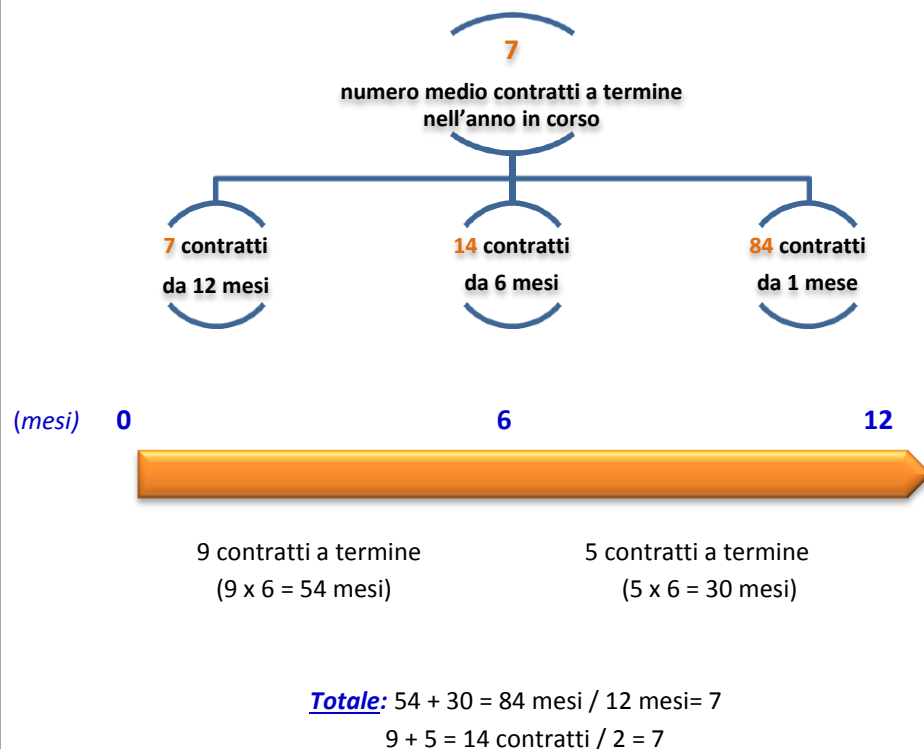 7
numero medio contratti a termine
nell’anno in corso
7 contratti
da 12 mesi
14 contratti
da 6 mesi
84 contratti
da 1 mese
(mesi) 0 6 12
9 contratti a termine
(9 x 6 = 54 mesi)
5 contratti a termine
(5 x 6 = 30 mesi)
Totale: 54 + 30 = 84 mesi / 12 mesi= 7
9 + 5 = 14 contratti / 2 = 7